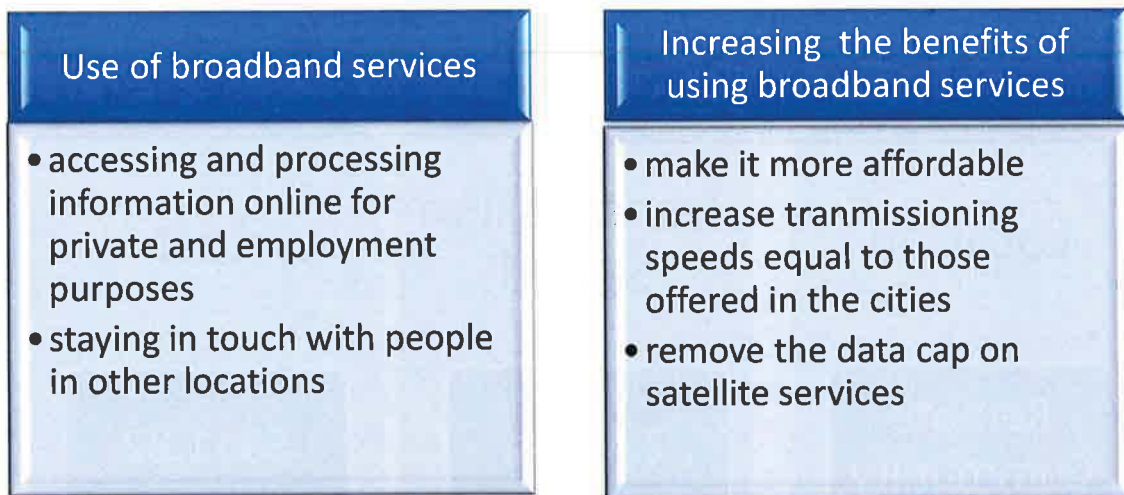 Use of broadband services
• accessing and processing
information online for
private and employment
purposes
• staying in touch with people
in other locations
Increasing the benefits of
using broadband services
• make it more affordable
• increase tranmissioning
speeds equal to those
offered in the cities
• remove the data cap on
satellite services